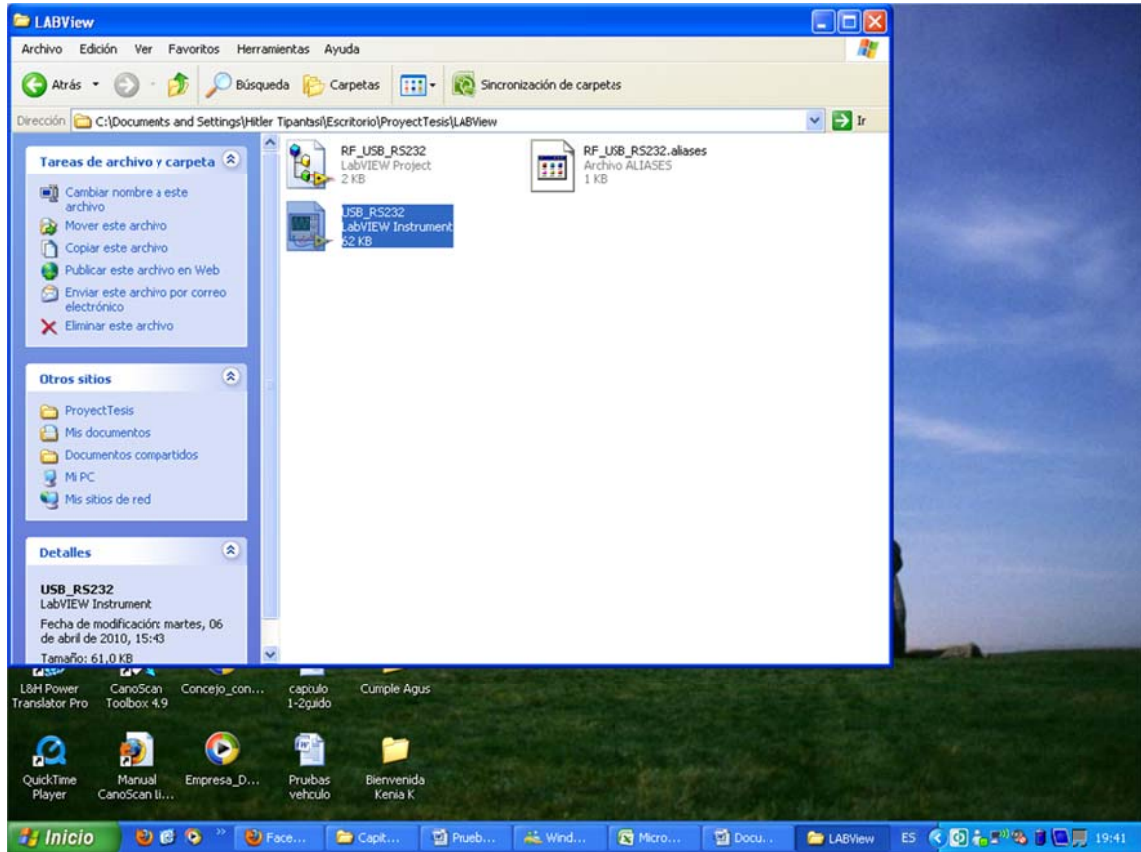 LABView
Archivo Edición Ver Favoritos Herramientas Ayuda
Atrás Búsqueda Carpetas Sincronización de carpetas
Dirección C:\Documents and Settings\Hitler Tipantasi\Escritorio\ProyectTesis\LABView Ir
Tareas de archivo y carpeta
Cambiar nombre a este
archivo
Mover este archivo
Copiar este archivo
Publicar este archivo en Web
Enviar este archivo por correo
electrónico
Eliminar este archivo
Otros sitios
ProyectTesis
Mis documentos
Documentos compartidos
Mi PC
Mis sitios de red
Detalles
USB_RS232
LabVIEW Instrument
Fecha de modificación: martes, 06
de abril de 2010, 15:43
Tamaño: 61,0 KB
RF_USB_RS232
LabVIEW Project
2 KB
RF_USB_RS232.aliases
Archivo ALIASES
1 KB
USB_RS232
LabVIEW Instrument
62 KB
L&H Power
Translator Pro
CanoScan
Toolbox 4.9
Concejo_con...
capitulo
1-2guido
Cumple Agus
QuickTime
Player
Manual
CanoScan li...
Empresa_D...
Pruebas
vehculo
Bienvenida
Kenia K
Inicio Face... Capit... Prueb... Wind... Micro... Docu... LABView ES 19:41